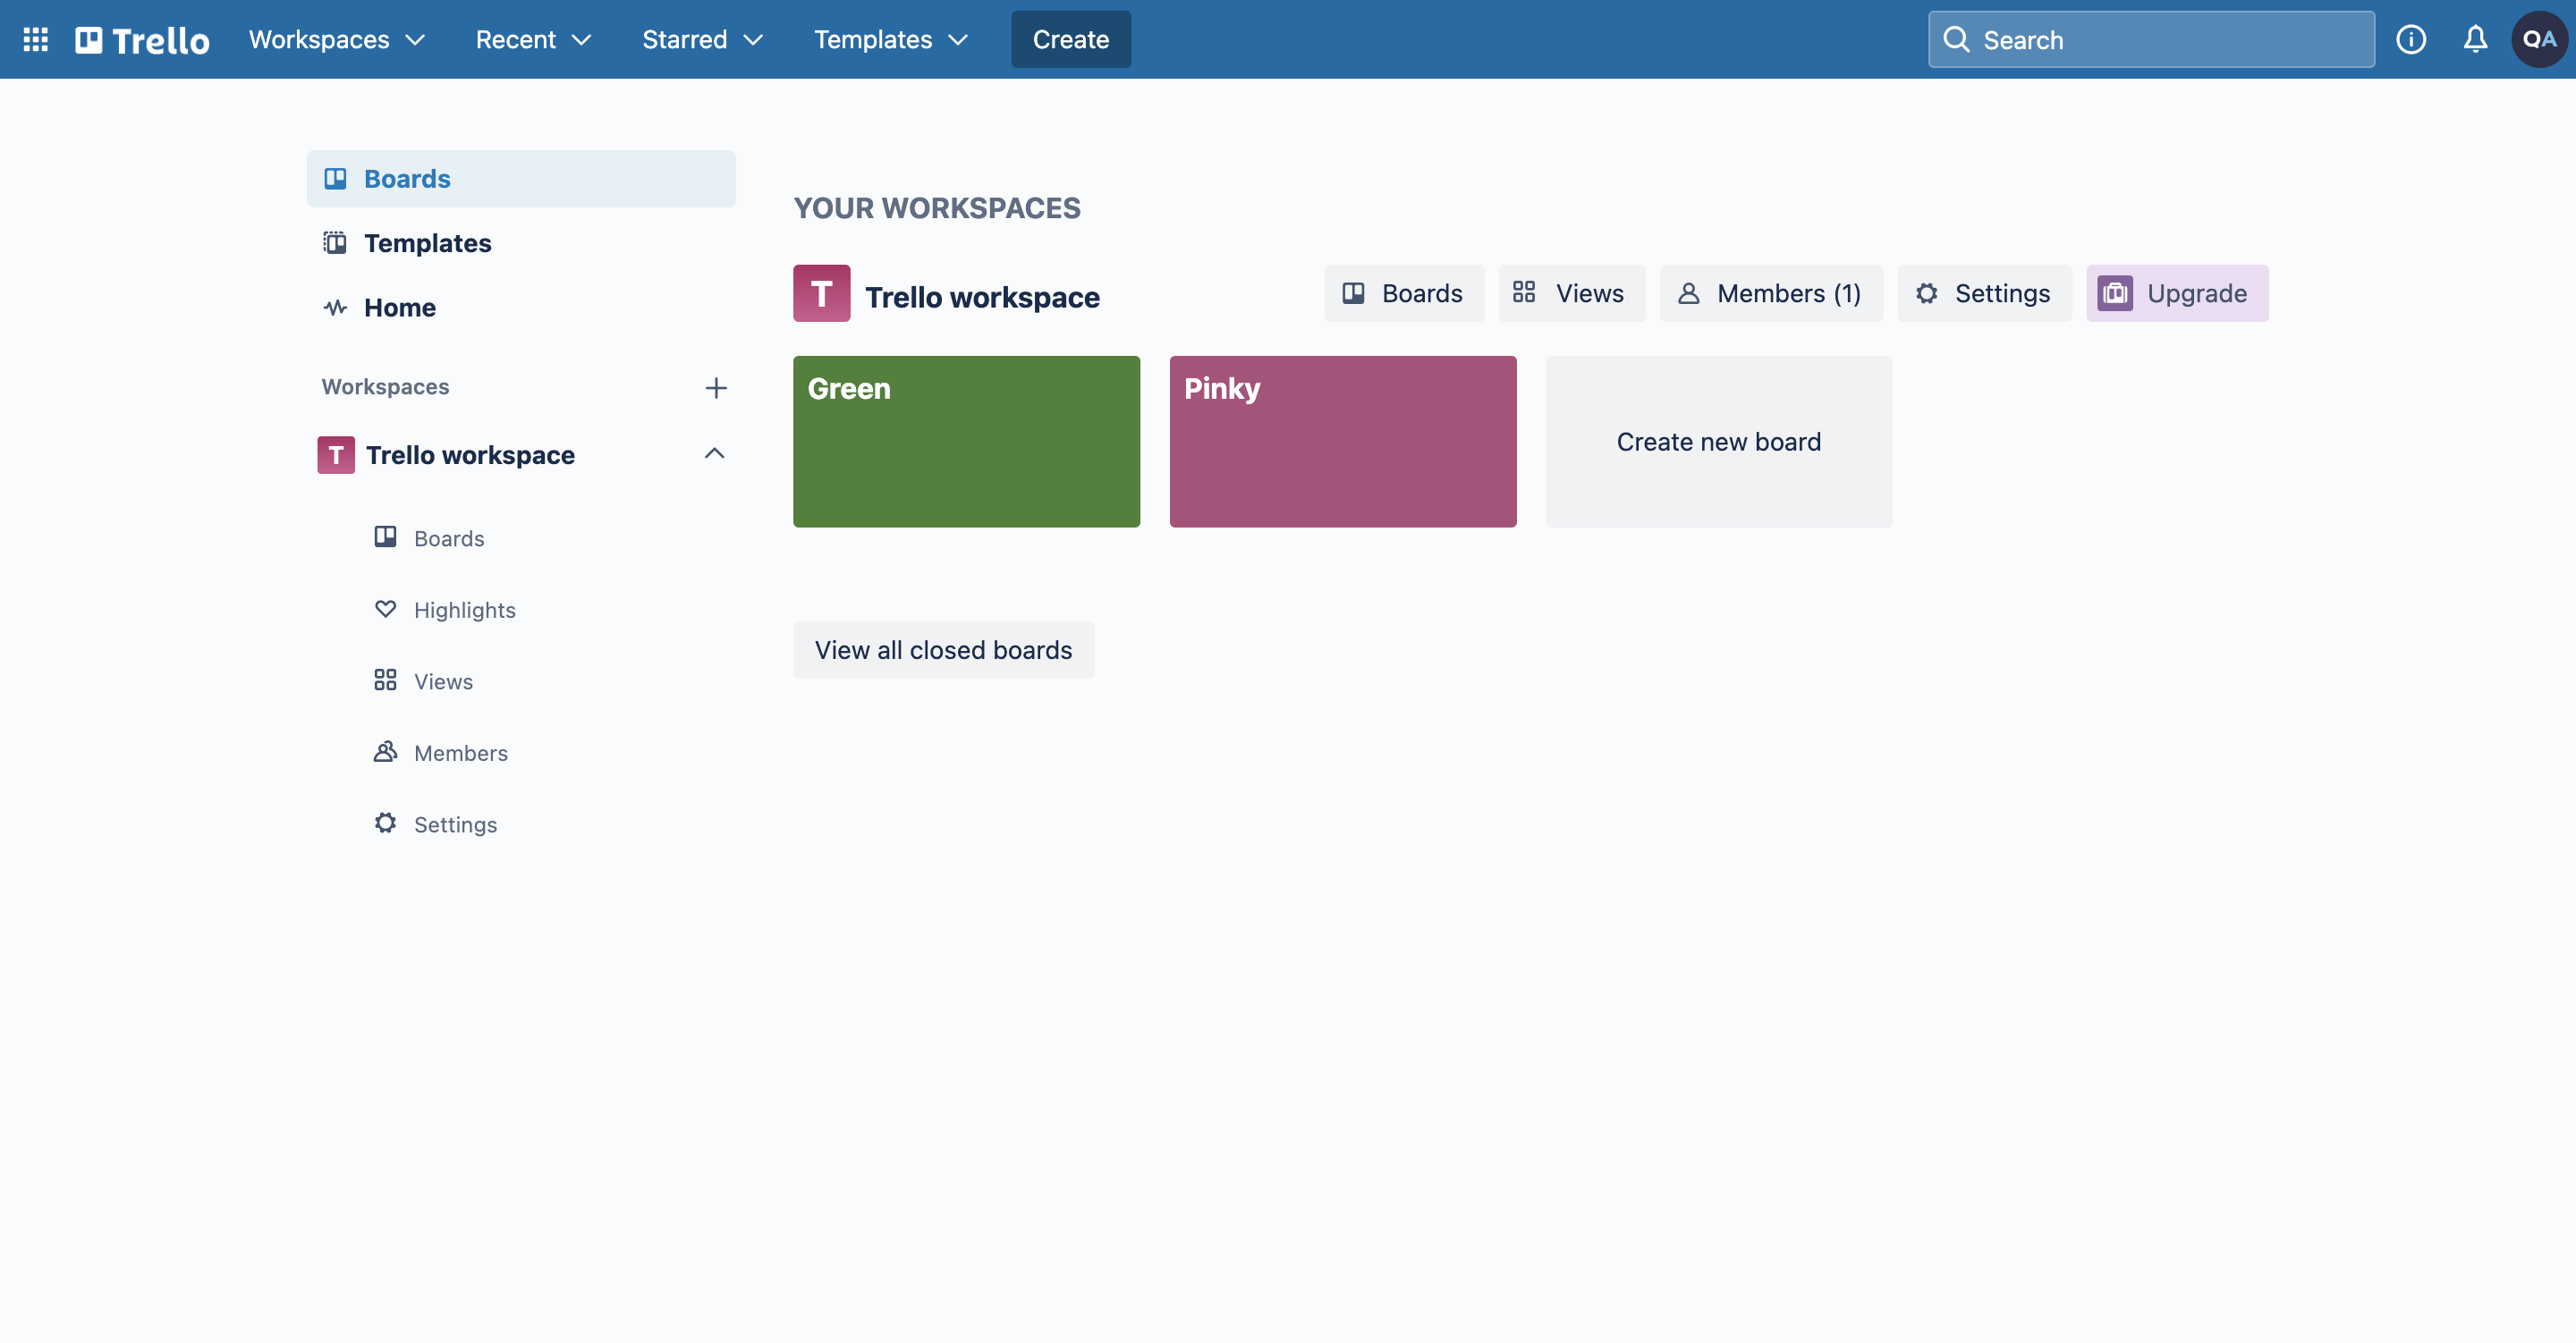 Trello Workspaces Recent Starred Templates Create Search QA
Boards
Templates
Home
Workspaces
T Trello workspace
Boards
Highlights
Views
Members
Settings
YOUR WORKSPACES
T Trello workspace Boards Views Members (1) Settings Upgrade
Green Pinky Create new board
View all closed boards